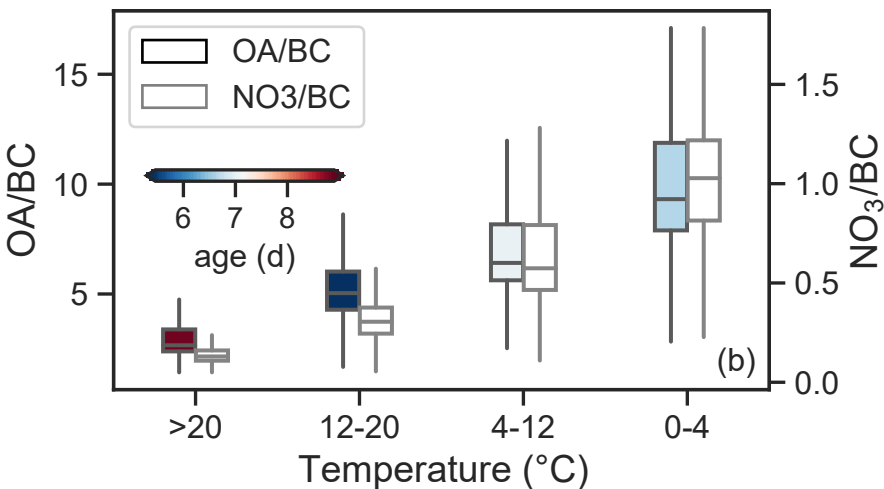 OA/BC
NO3/BC
15
10
5
OA/BC
6 7 8
age (d)
1.5
1.0
0.5
0.0
NO₃/BC
(b)
>20 12-20 4-12 0-4
Temperature (°C)